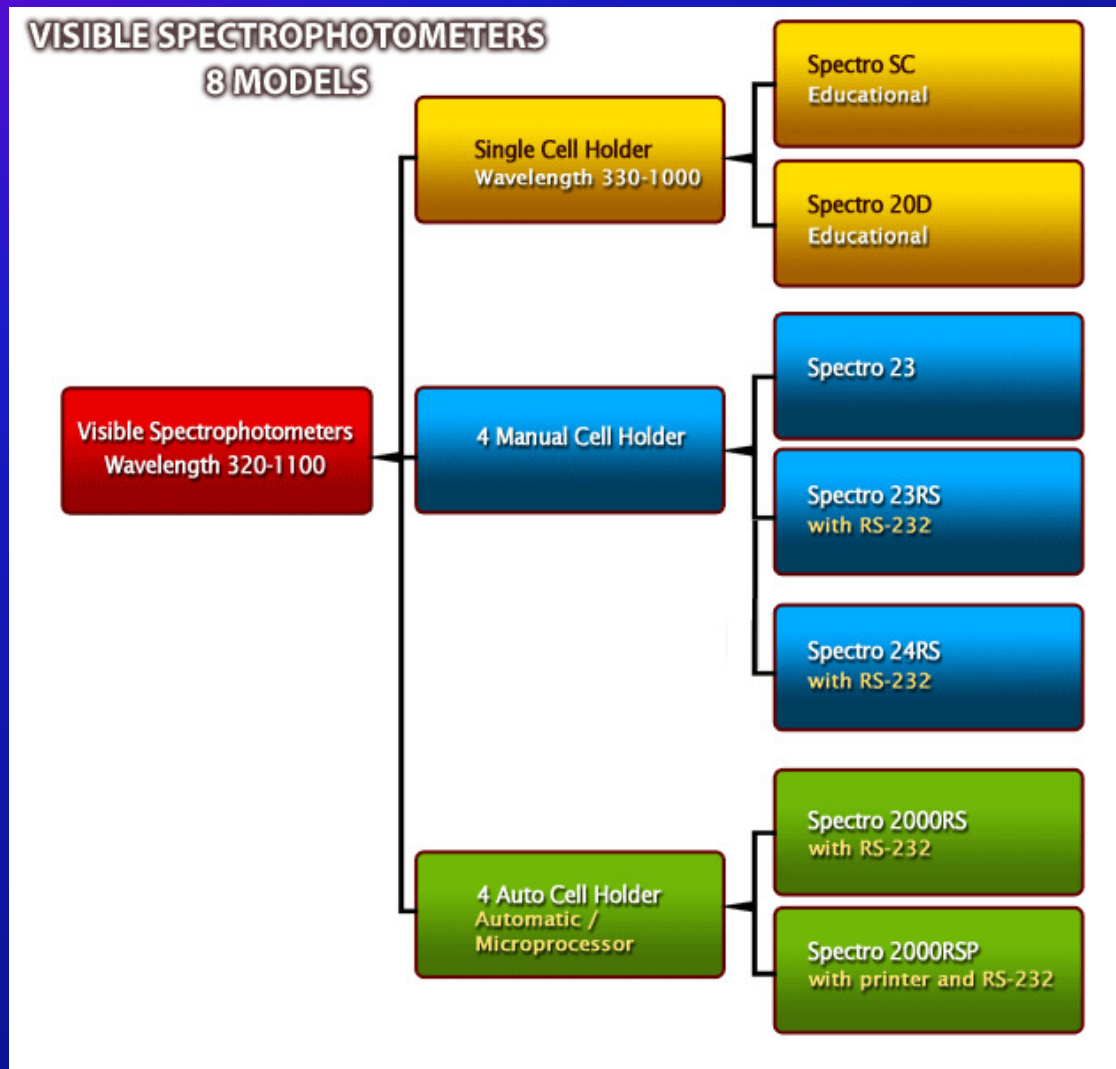 VISIBLE SPECTROPHOTOMETERS
8 MODELS
Visible Spectrophotometers
Wavelength 320-1100
Single Cell Holder
Wavelength 330-1000
Spectro SC
Educational
Spectro 20D
Educational
4 Manual Cell Holder
Spectro 23
Spectro 23RS
with RS-232
Spectro 24RS
with RS-232
4 Auto Cell Holder
Automatic /
Microprocessor
Spectro 2000RS
with RS-232
Spectro 2000RSP
with printer and RS-232